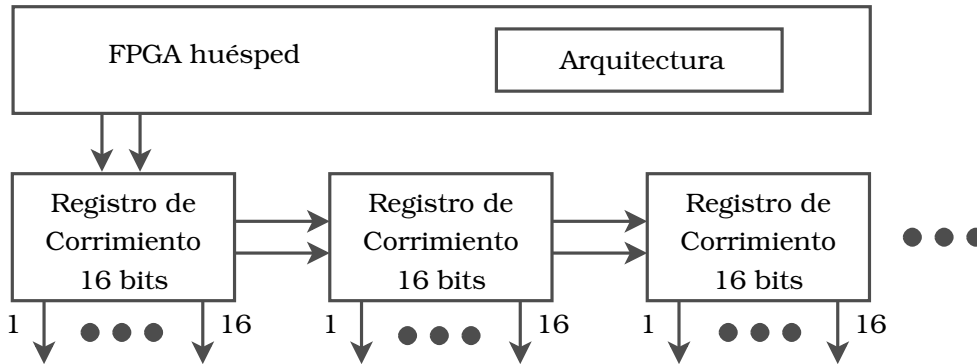 FPGA huésped
Arquitectura
Registro de
Corrimiento
16 bits
Registro de
Corrimiento
16 bits
Registro de
Corrimiento
16 bits
1
16
1
16
1
16